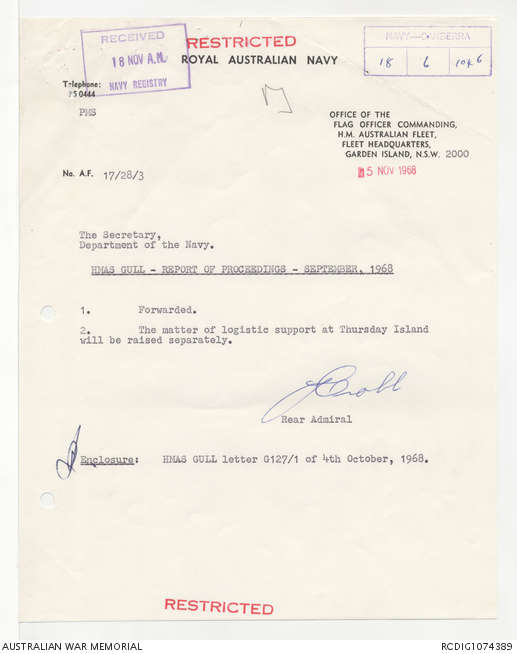 RECEIVED
18 NOV A.M.
NAVY REGISTRY
RESTRICTED
ROYAL AUSTRALIAN NAVY
NAVY—CANBERRA
18 6 1046
Telephone:
35 0444
PMS
OFFICE OF THE
FLAG OFFICER COMMANDING,
H.M. AUSTRALIAN FLEET,
FLEET HEADQUARTERS,
GARDEN ISLAND, N.S.W. 2000
No. A.F. 17/28/3
15 NOV 1968
The Secretary,
Department of the Navy.
HMAS GULL - REPORT OF PROCEEDINGS - SEPTEMBER, 1968
1. Forwarded.
2. The matter of logistic support at Thursday Island
will be raised separately.
Rear Admiral
Enclosure: HMAS GULL letter G127/1 of 4th October, 1968.
RESTRICTED
AUSTRALIAN WAR MEMORIAL
RCDIG1074389